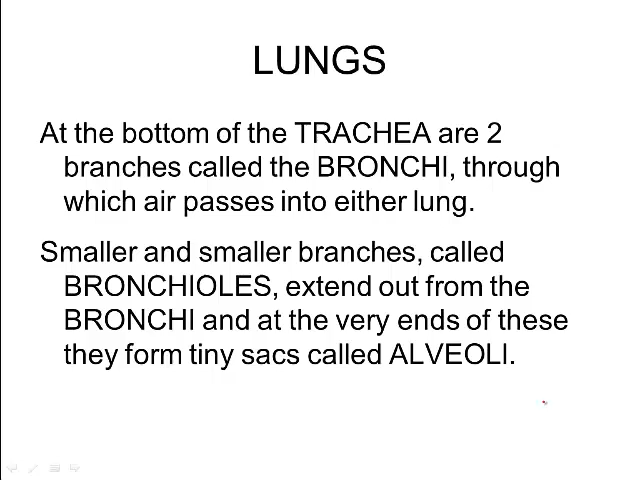 LUNGS
At the bottom of the TRACHEA are 2
branches called the BRONCHI, through
which air passes into either lung.
Smaller and smaller branches, called
BRONCHIOLES, extend out from the
BRONCHI and at the very ends of these
they form tiny sacs called ALVEOLI.